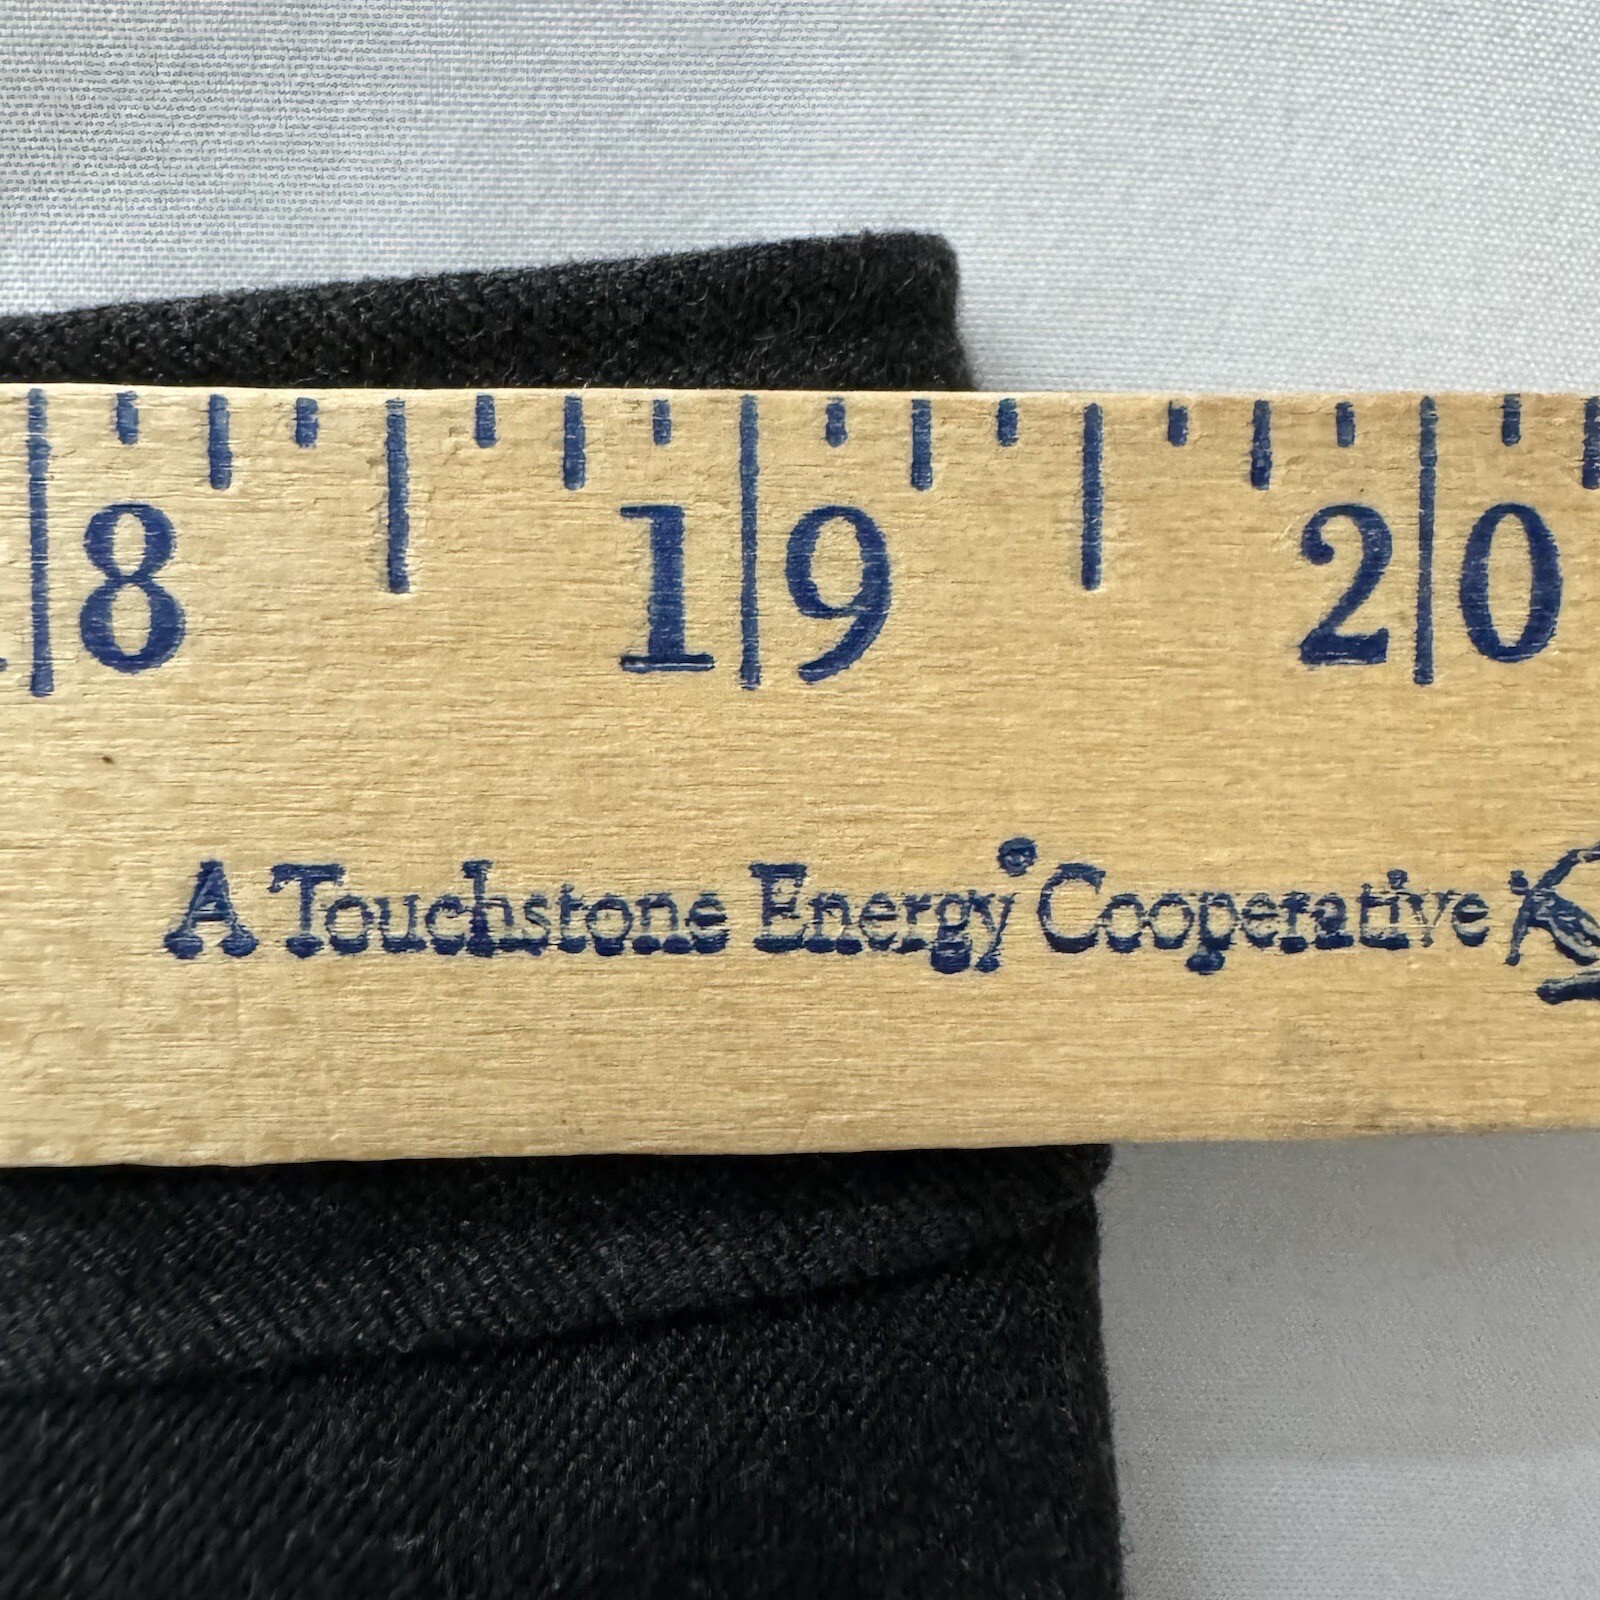 18 19 20
A Touchstone Energy® Cooperative